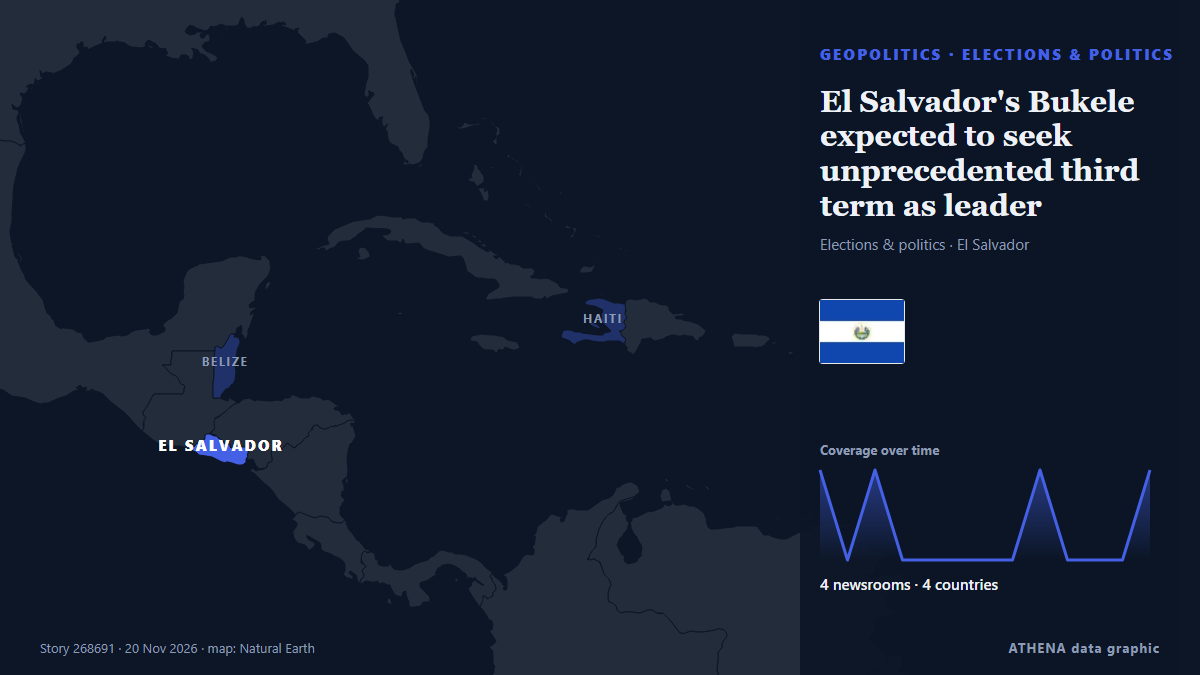 GEOPOLITICS · ELECTIONS & POLITICS
El Salvador's Bukele
expected to seek
unprecedented third
term as leader
Elections & politics · El Salvador
HAITI
BELIZE
EL SALVADOR
Coverage over time
4 newsrooms · 4 countries
Story 268691 · 20 Nov 2026 · map: Natural Earth
ATHENA data graphic